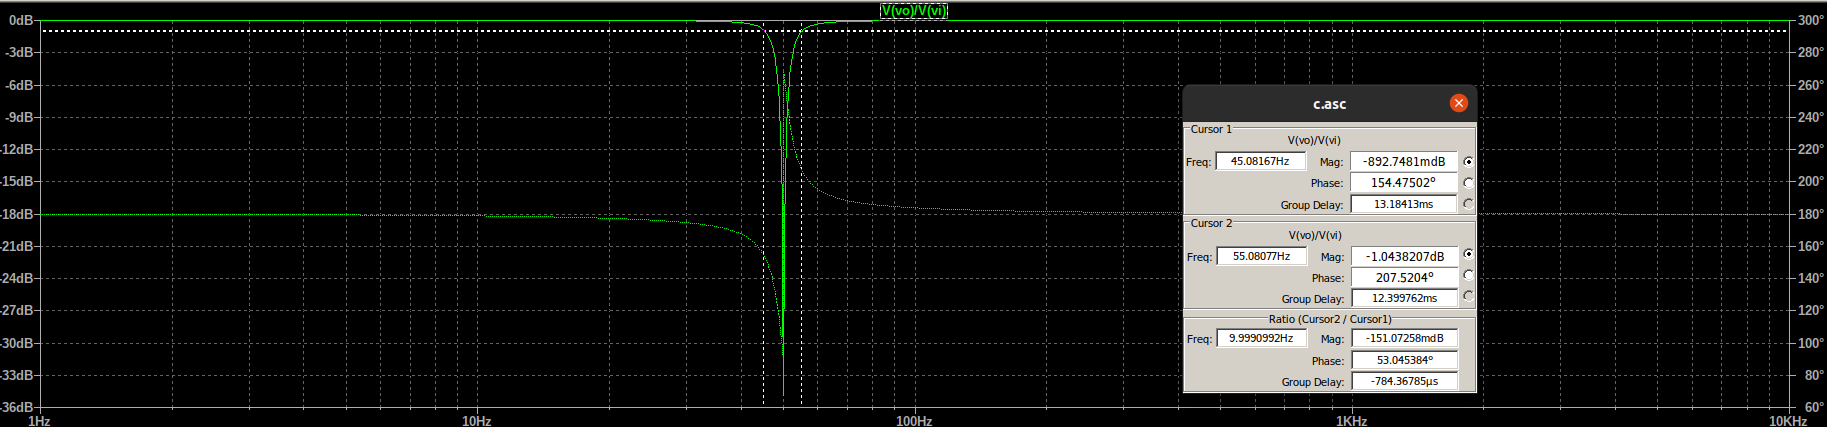 V(vo)/V(vi)
0dB
-3dB
-6dB
-9dB
-12dB
-15dB
-18dB
-21dB
-24dB
-27dB
-30dB
-33dB
-36dB
300°
280°
260°
240°
220°
200°
180°
160°
140°
120°
100°
80°
60°
1Hz
10Hz
100Hz
1KHz
10KHz
c.asc
Cursor 1
V(vo)/V(vi)
Freq: 45.08167Hz Mag: -892.7481mdB
Phase: 154.47502°
Group Delay: 13.18413ms
Cursor 2
V(vo)/V(vi)
Freq: 55.08077Hz Mag: -1.0438207dB
Phase: 207.5204°
Group Delay: 12.399762ms
Ratio (Cursor2 / Cursor1)
Freq: 9.9990992Hz Mag: -151.07258mdB
Phase: 53.045384°
Group Delay: -784.36785µs